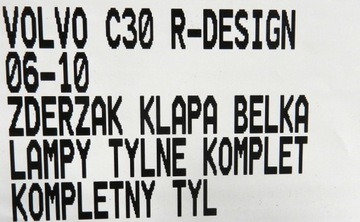 VOLVO C30 R-DESIGN
06-10
ZDERZAK KLAPA BELKA
LAMPY TYLNE KOMPLET
KOMPLETNY TYL